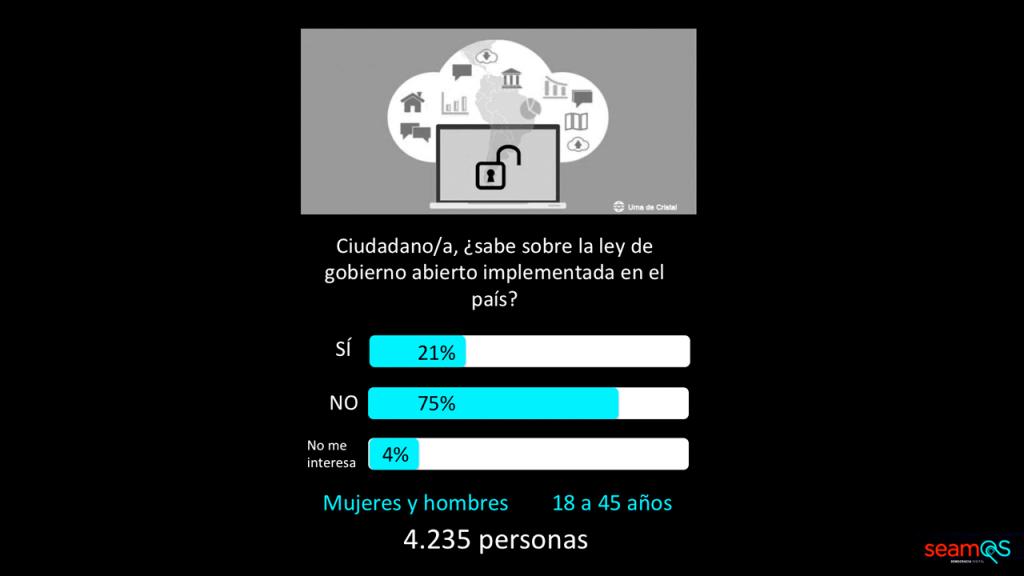 Urna de Cristal
Ciudadano/a, ¿sabe sobre la ley de
gobierno abierto implementada en el
país?
SÍ
21%
NO
75%
No me
interesa
4%
Mujeres y hombres 18 a 45 años
4.235 personas
seamOS
DEMOCRACIA DIGITAL